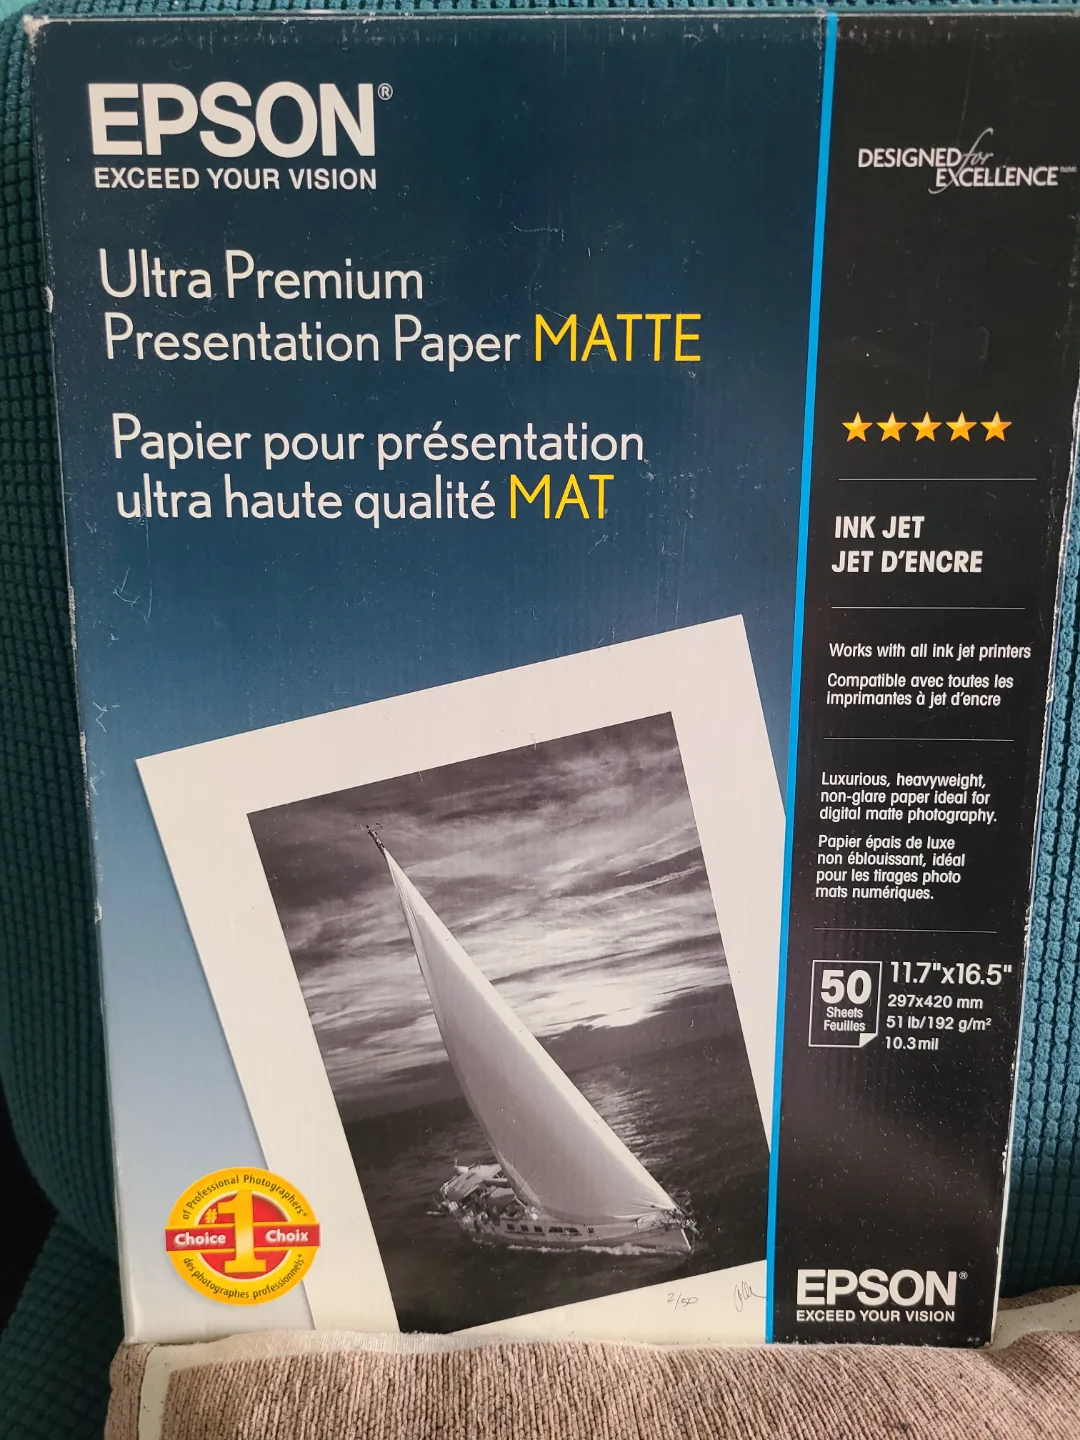 EPSON®
EXCEED YOUR VISION
Ultra Premium
Presentation Paper MATTE
Papier pour présentation
ultra haute qualité MAT
of Professional Photographers*
#1
Choice Choix
des photographes professionnels*
2/50
DESIGNED for
EXCELLENCE
INK JET
JET D'ENCRE
Works with all ink jet printers
Compatible avec toutes les
imprimantes à jet d'encre
Luxurious, heavyweight,
non-glare paper ideal for
digital matte photography.
Papier épais de luxe
non éblouissant, idéal
pour les tirages photo
mats numériques.
50
Sheets
Feuilles
11.7"x16.5"
297x420 mm
51 lb/192 g/m²
10.3 mil
EPSON®
EXCEED YOUR VISION